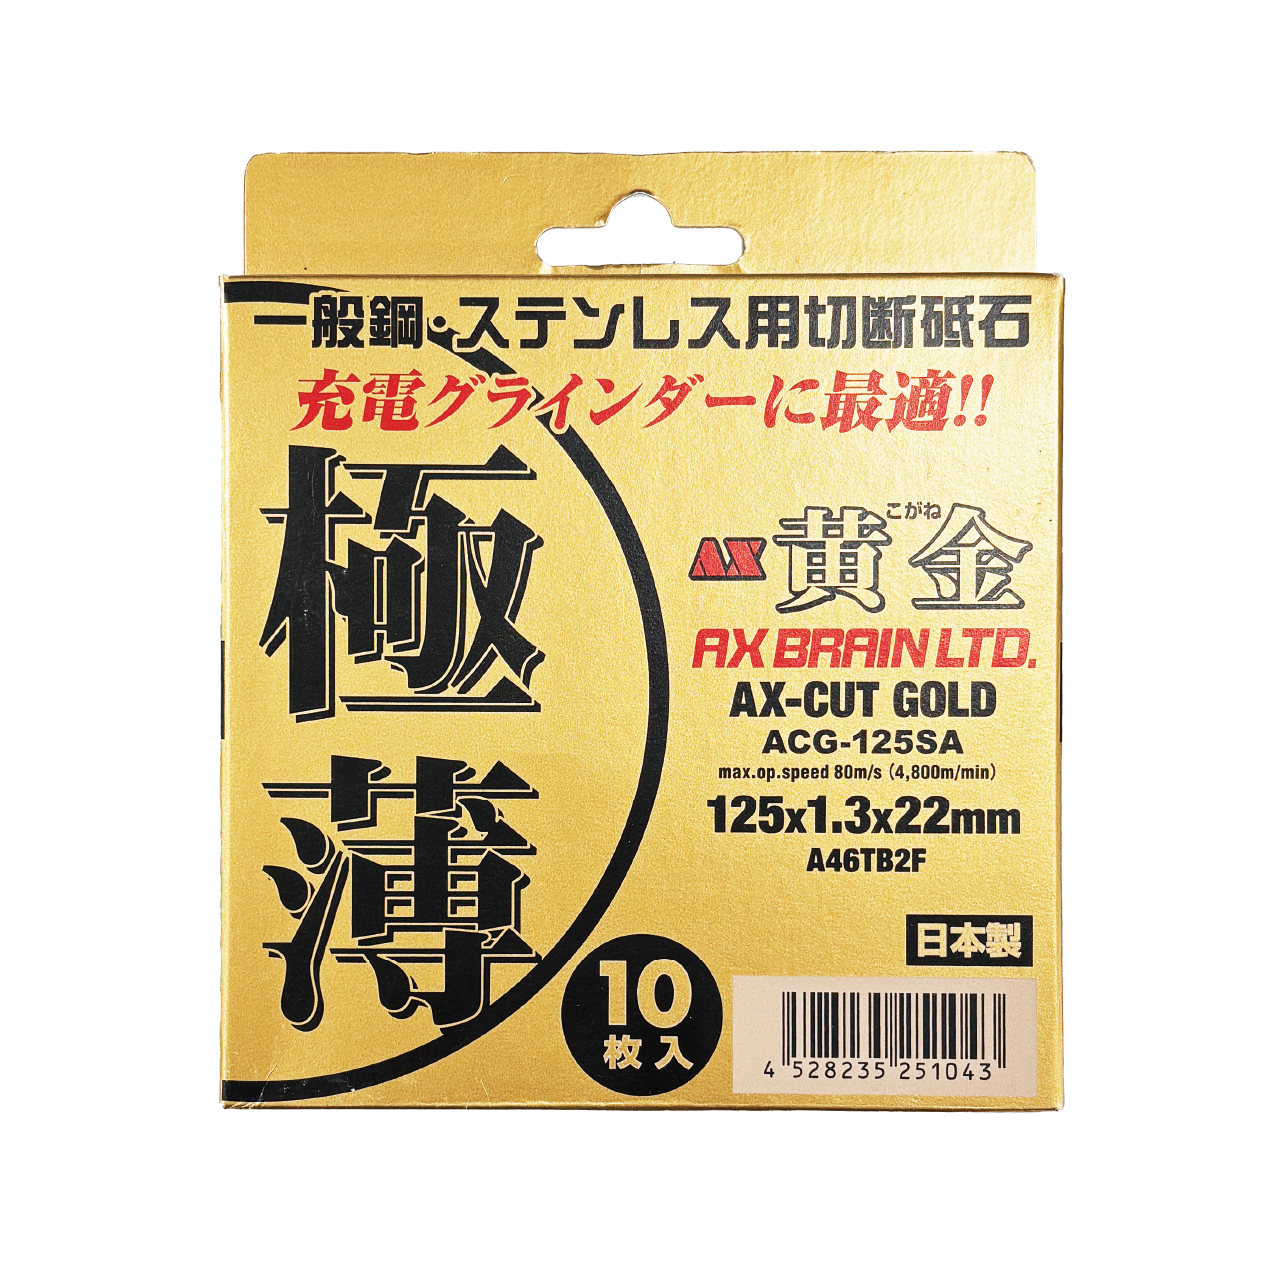 一般鋼・ステンレス用切断砥石
充電グラインダーに最適!!
極薄
こがね
AX 黄金
AX BRAIN LTD.
AX-CUT GOLD
ACG-125SA
max.op.speed 80m/s (4,800m/min)
125x1.3x22mm
A46TB2F
日本製
10
枚入
4 528235 251043